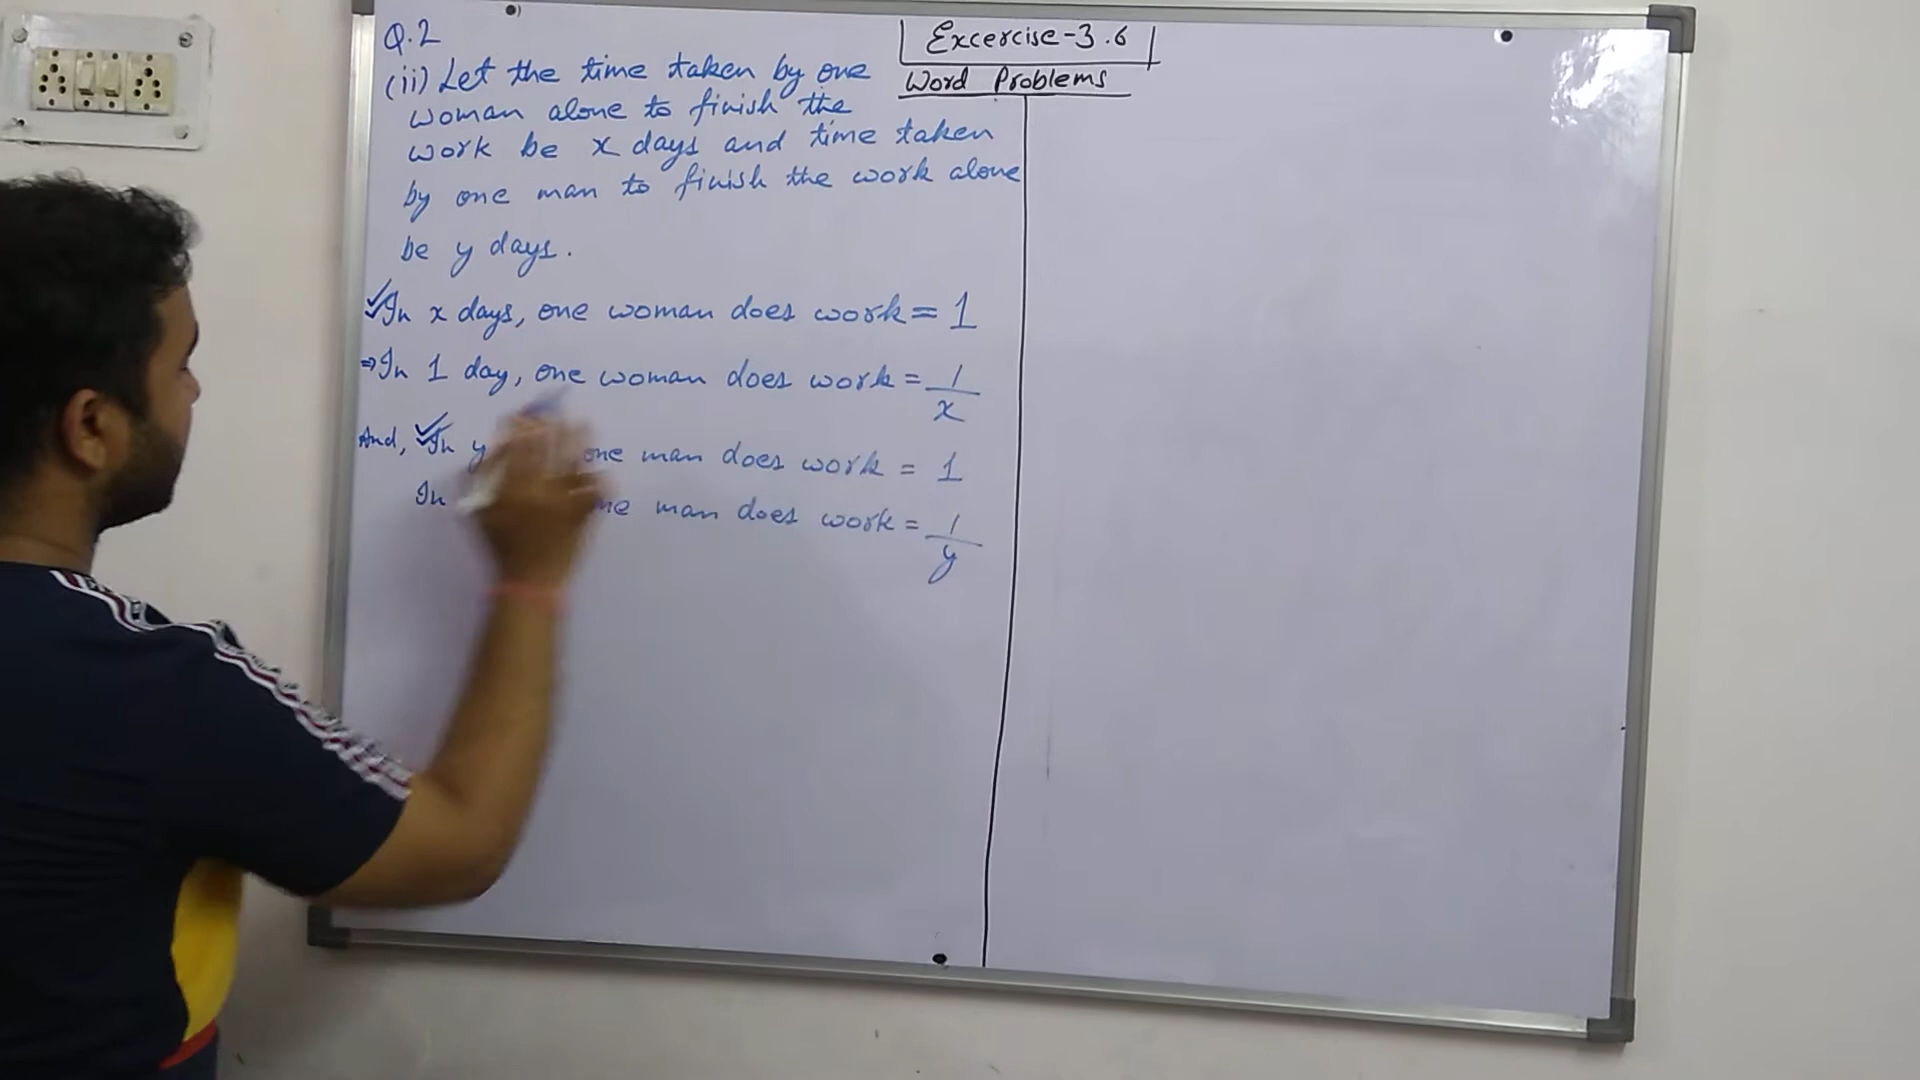 Q.2
Excercise-3.6
Word Problems
(ii) Let the time taken by one
woman alone to finish the
work be x days and time taken
by one man to finish the work alone
be y days.
In x days, one woman does work = 1
⇒ In 1 day, one woman does work = 1/x
And, In y one man does work = 1
In man does work = 1/y